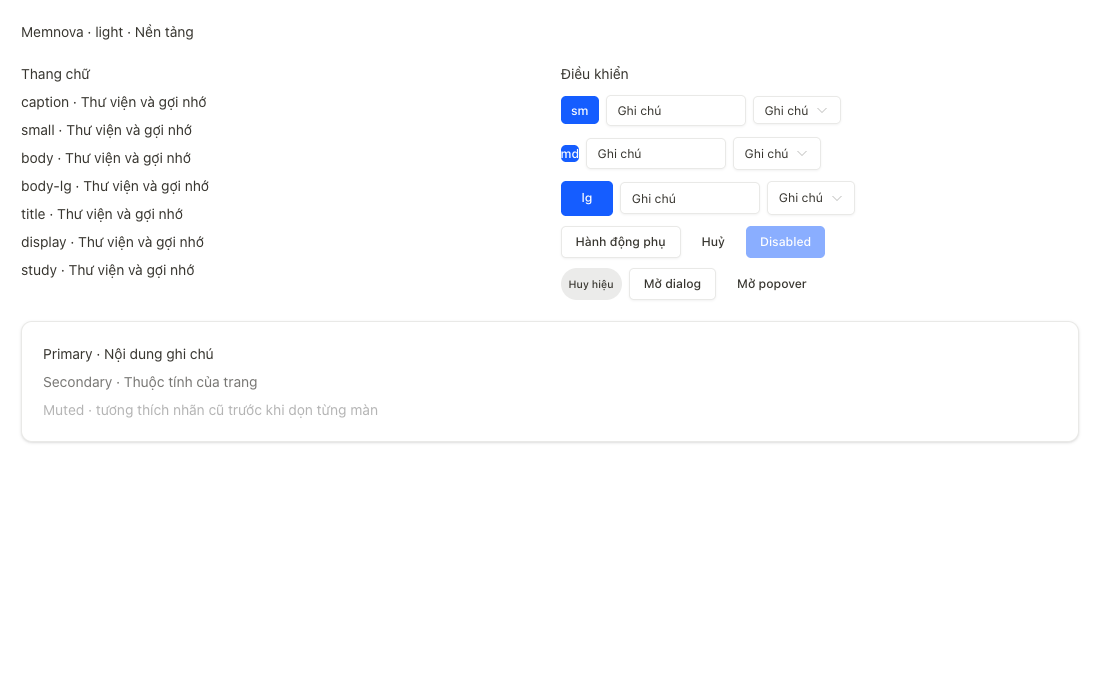 Memnova · light · Nền tảng
Thang chữ
caption · Thư viện và gợi nhớ
small · Thư viện và gợi nhớ
body · Thư viện và gợi nhớ
body-lg · Thư viện và gợi nhớ
title · Thư viện và gợi nhớ
display · Thư viện và gợi nhớ
study · Thư viện và gợi nhớ
Điều khiển
sm Ghi chú Ghi chú
md Ghi chú Ghi chú
lg Ghi chú Ghi chú
Hành động phụ Huỷ Disabled
Huy hiệu Mở dialog Mở popover
Primary · Nội dung ghi chú
Secondary · Thuộc tính của trang
Muted · tương thích nhãn cũ trước khi dọn từng màn